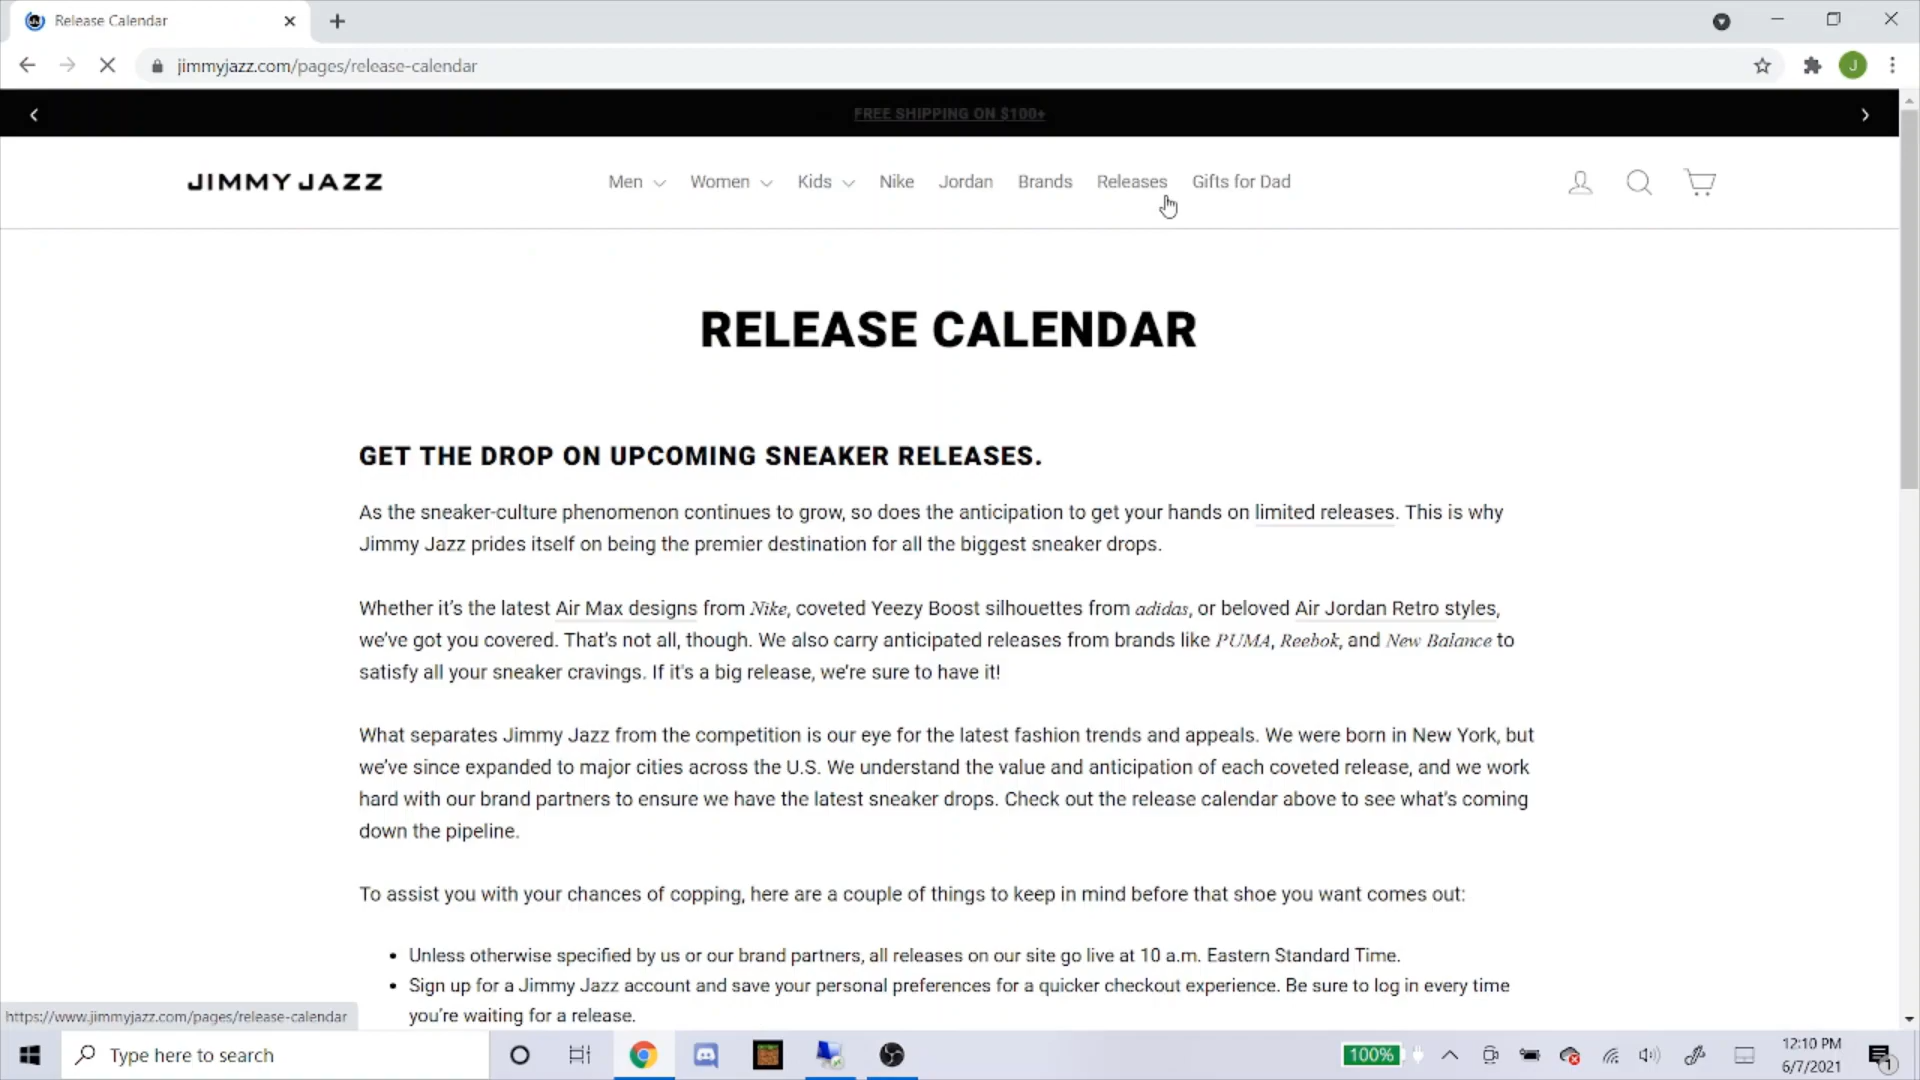 Release Calendar
jimmyjazz.com/pages/release-calendar
J
FREE SHIPPING ON $100+
JIMMY JAZZ
Men Women Kids Nike Jordan Brands Releases Gifts for Dad
RELEASE CALENDAR
GET THE DROP ON UPCOMING SNEAKER RELEASES.
As the sneaker-culture phenomenon continues to grow, so does the anticipation to get your hands on limited releases. This is why
Jimmy Jazz prides itself on being the premier destination for all the biggest sneaker drops.
Whether it’s the latest Air Max designs from Nike, coveted Yeezy Boost silhouettes from adidas, or beloved Air Jordan Retro styles,
we’ve got you covered. That’s not all, though. We also carry anticipated releases from brands like PUMA, Reebok, and New Balance to
satisfy all your sneaker cravings. If it's a big release, we’re sure to have it!
What separates Jimmy Jazz from the competition is our eye for the latest fashion trends and appeals. We were born in New York, but
we’ve since expanded to major cities across the U.S. We understand the value and anticipation of each coveted release, and we work
hard with our brand partners to ensure we have the latest sneaker drops. Check out the release calendar above to see what’s coming
down the pipeline.
To assist you with your chances of copping, here are a couple of things to keep in mind before that shoe you want comes out:
• Unless otherwise specified by us or our brand partners, all releases on our site go live at 10 a.m. Eastern Standard Time.
• Sign up for a Jimmy Jazz account and save your personal preferences for a quicker checkout experience. Be sure to log in every time
you’re waiting for a release.
https://www.jimmyjazz.com/pages/release-calendar
Type here to search
100%
12:10 PM
6/7/2021
1